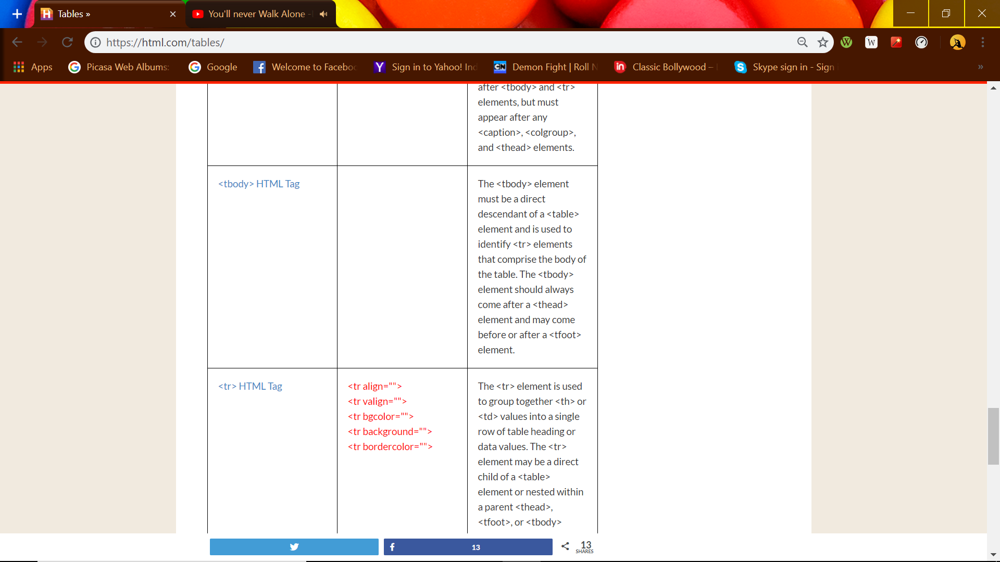 Tables »
You'll never Walk Alone -
https://html.com/tables/
Apps
Picasa Web Albums:
Google
Welcome to Faceboo
Sign in to Yahoo! Ind
Demon Fight | Roll N
Classic Bollywood –
Skype sign in - Sign
»
after <tbody> and <tr>
elements, but must
appear after any
<caption>, <colgroup>,
and <thead> elements.
<tbody> HTML Tag
The <tbody> element
must be a direct
descendant of a <table>
element and is used to
identify <tr> elements
that comprise the body of
the table. The <tbody>
element should always
come after a <thead>
element and may come
before or after a <tfoot>
element.
<tr> HTML Tag
<tr align="">
<tr valign="">
<tr bgcolor="">
<tr background="">
<tr bordercolor="">
The <tr> element is used
to group together <th> or
<td> values into a single
row of table heading or
data values. The <tr>
element may be a direct
child of a <table>
element or nested within
a parent <thead>,
<tfoot>, or <tbody>
13
13
SHARES